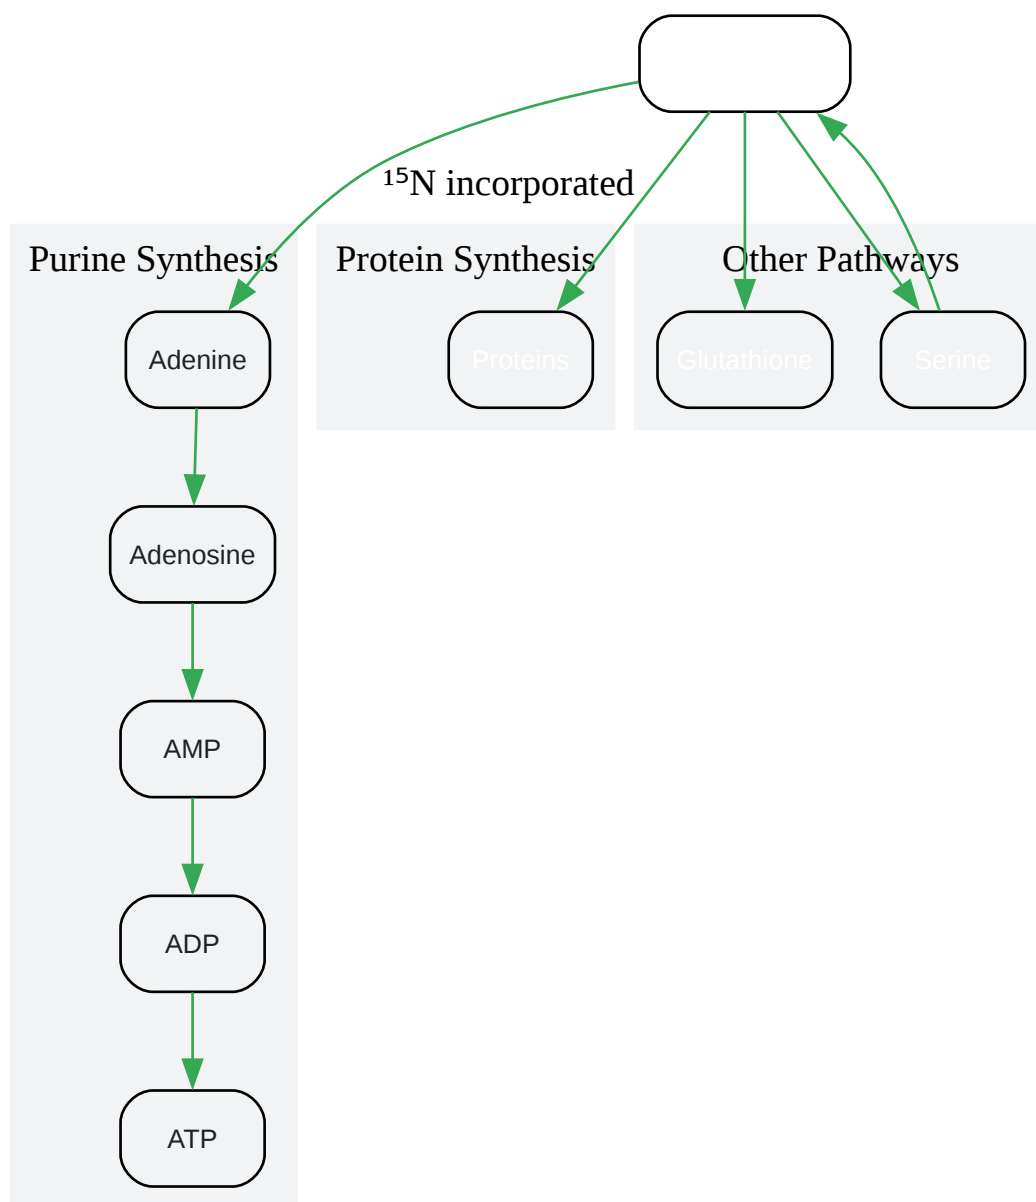 ¹⁵N incorporated
Purine Synthesis
Protein Synthesis
Other Pathways
Adenine
Proteins
Glutathione
Serine
Adenosine
AMP
ADP
ATP